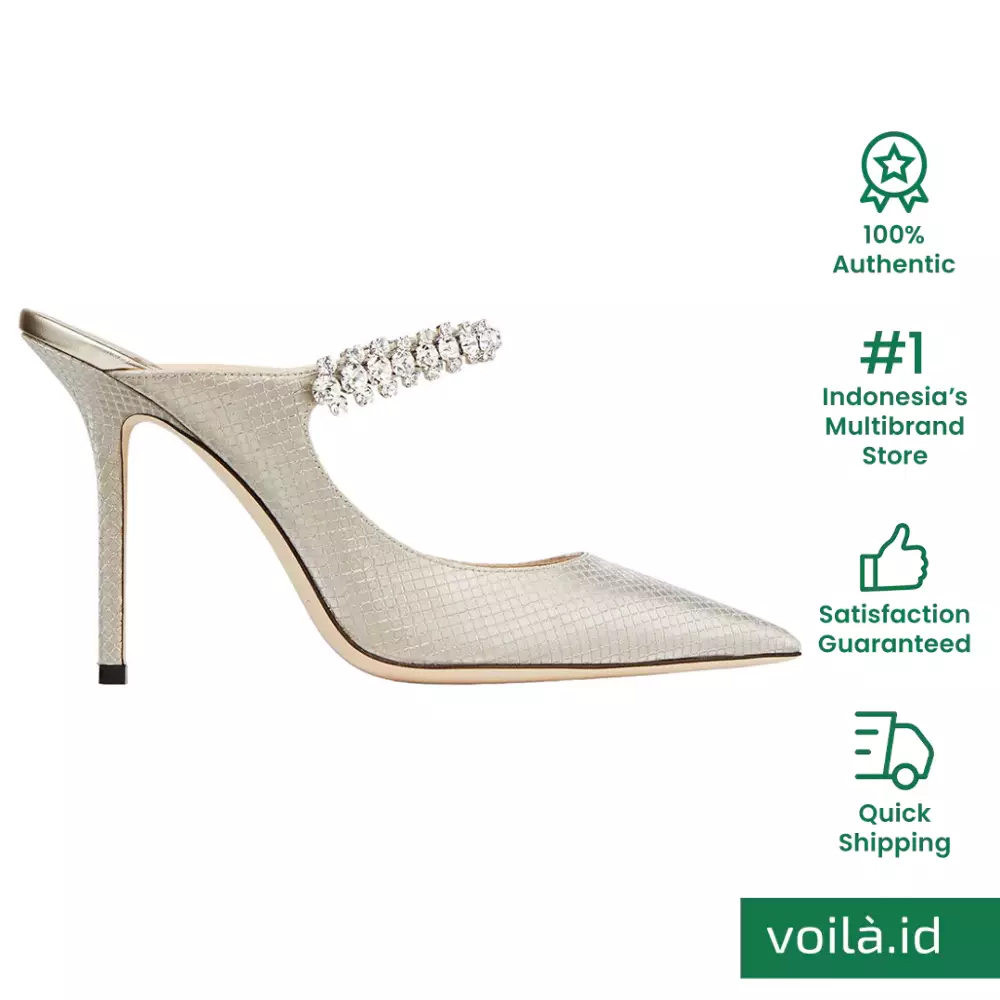 100%
Authentic
#1
Indonesia's
Multibrand
Store
Satisfaction
Guaranteed
Quick
Shipping
voilà.id